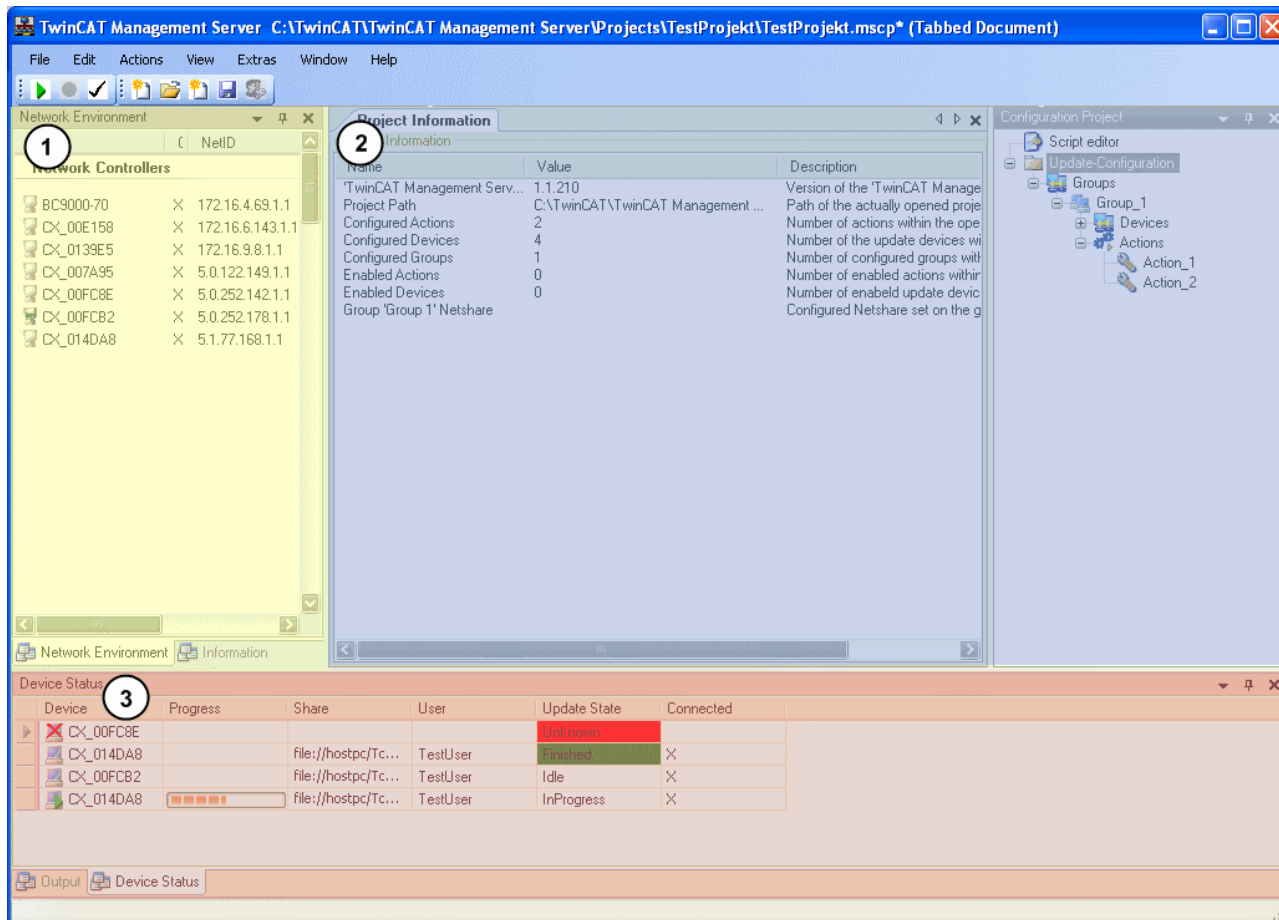 TwinCAT Management Server C:\TwinCAT\TwinCAT Management Server\Projects\TestProjekt\TestProjekt.mscp* (Tabbed Document)
File Edit Actions View Extras Window Help
Network Environment
1
( NetID
Network Controllers
BC9000-70 X 172.16.4.69.1.1
CX_00E158 X 172.16.6.143.1.1
CX_0139E5 X 172.16.9.8.1.1
CX_007A95 X 5.0.122.149.1.1
CX_00FC8E X 5.0.252.142.1.1
CX_00FCB2 X 5.0.252.178.1.1
CX_014DA8 X 5.1.77.168.1.1
Network Environment Information
Project Information
2
Information
Name Value Description
'TwinCAT Management Serv... 1.1.210 Version of the 'TwinCAT Manage
Project Path C:\TwinCAT\TwinCAT Management ... Path of the actually opened proje
Configured Actions 2 Number of actions within the ope
Configured Devices 4 Number of the update devices wi
Configured Groups 1 Number of configured groups with
Enabled Actions 0 Number of enabled actions within
Enabled Devices 0 Number of enabeld update devic
Group 'Group 1' Netshare Configured Netshare set on the g
Configuration Project
Script editor
Update-Configuration
Groups
Group_1
Devices
Actions
Action_1
Action_2
Device Status
3
Device Progress Share User Update State Connected
CX_00FC8E Unknown
CX_014DA8 file://hostpc/Tc... TestUser Finished X
CX_00FCB2 file://hostpc/Tc... TestUser Idle X
CX_014DA8 file://hostpc/Tc... TestUser InProgress X
Output Device Status